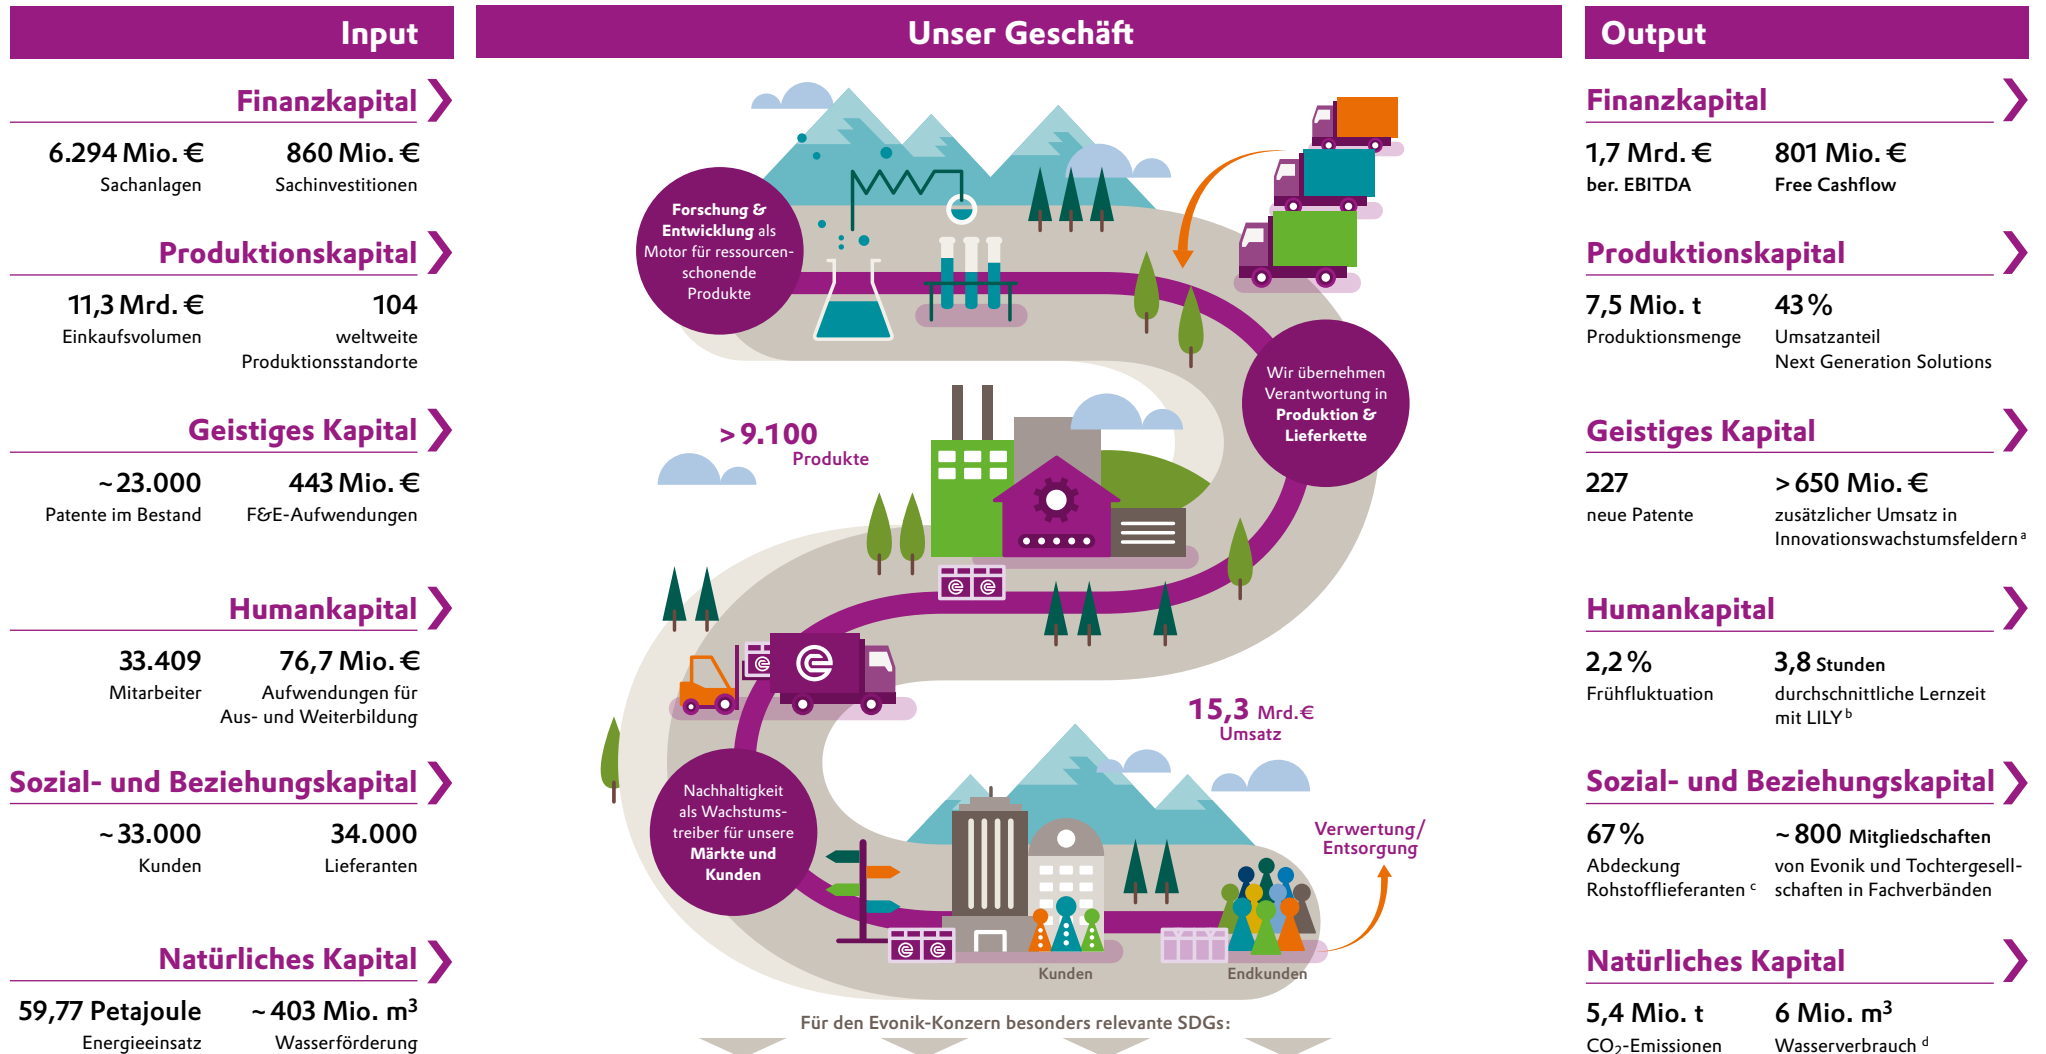 Input
Finanzkapital
6.294 Mio. € 860 Mio. €
Sachanlagen Sachinvestitionen
Produktionskapital
11,3 Mrd. € 104
Einkaufsvolumen weltweite
Produktionsstandorte
Geistiges Kapital
~ 23.000 443 Mio. €
Patente im Bestand F&E-Aufwendungen
Humankapital
33.409 76,7 Mio. €
Mitarbeiter Aufwendungen für
Aus- und Weiterbildung
Sozial- und Beziehungskapital
~ 33.000 34.000
Kunden Lieferanten
Natürliches Kapital
59,77 Petajoule ~ 403 Mio. m³
Energieeinsatz Wasserförderung
Unser Geschäft
Forschung &
Entwicklung als
Motor für ressourcen-
schonende
Produkte
Wir übernehmen
Verantwortung in
Produktion &
Lieferkette
> 9.100
Produkte
15,3 Mrd. €
Umsatz
Nachhaltigkeit
als Wachstums-
treiber für unsere
Märkte und
Kunden
Verwertung/
Entsorgung
Kunden
Endkunden
Für den Evonik-Konzern besonders relevante SDGs:
Output
Finanzkapital
1,7 Mrd. € 801 Mio. €
ber. EBITDA Free Cashflow
Produktionskapital
7,5 Mio. t 43 %
Produktionsmenge Umsatzanteil
Next Generation Solutions
Geistiges Kapital
227 > 650 Mio. €
neue Patente zusätzlicher Umsatz in
Innovationswachstumsfeldern ᵃ
Humankapital
2,2 % 3,8 Stunden
Frühfluktuation durchschnittliche Lernzeit
mit LILY ᵇ
Sozial- und Beziehungskapital
67 % ~ 800 Mitgliedschaften
Abdeckung von Evonik und Tochtergesell-
Rohstofflieferanten ᶜ schaften in Fachverbänden
Natürliches Kapital
5,4 Mio. t 6 Mio. m³
CO₂-Emissionen Wasserverbrauch ᵈ